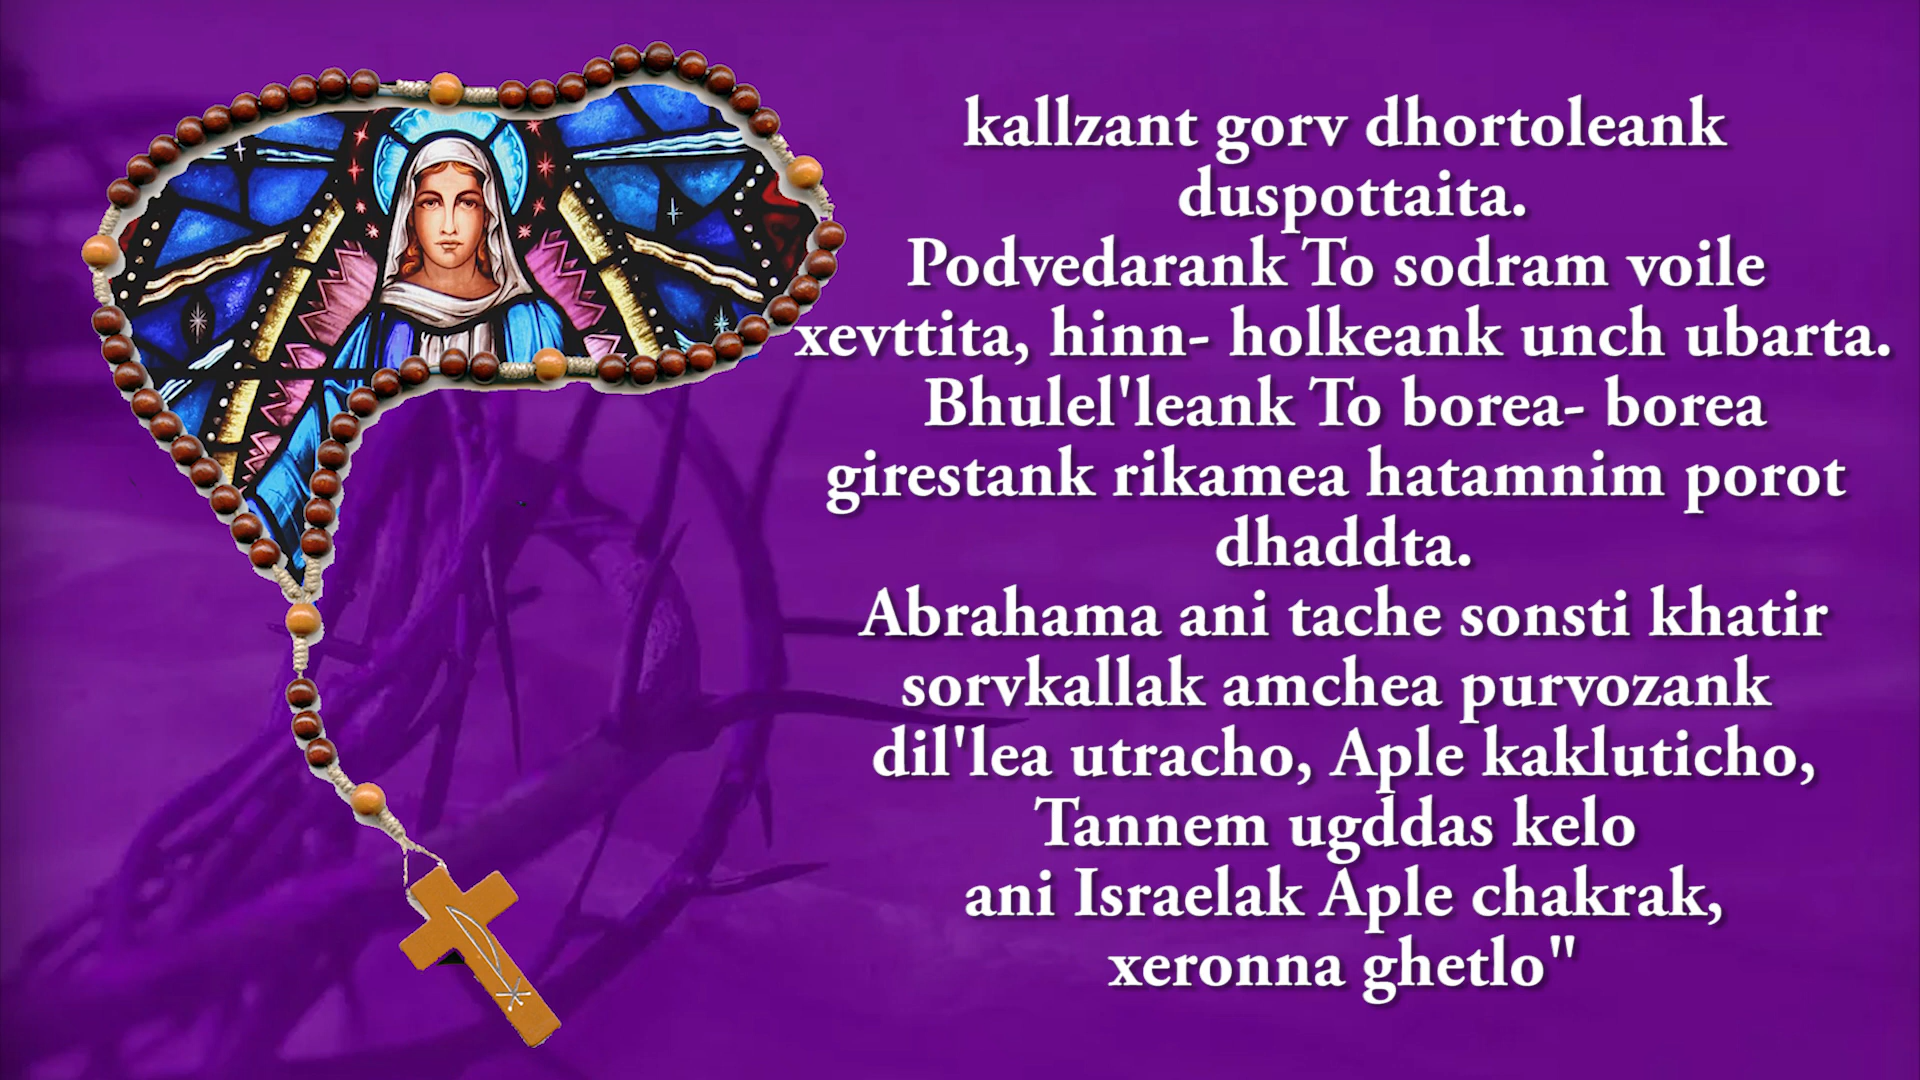 kallzant gorv dhortoleank
duspottaita.
Podvedarank To sodram voile
xevttita, hinn- holkeank unch ubarta.
Bhulel'leank To borea- borea
girestank rikamea hatamnim porot
dhaddta.
Abrahama ani tache sonsti khatir
sorvkallak amchea purvozank
dil'lea utracho, Aple kakluticho,
Tannem ugddas kelo
ani Israelak Aple chakrak,
xeronna ghetlo"